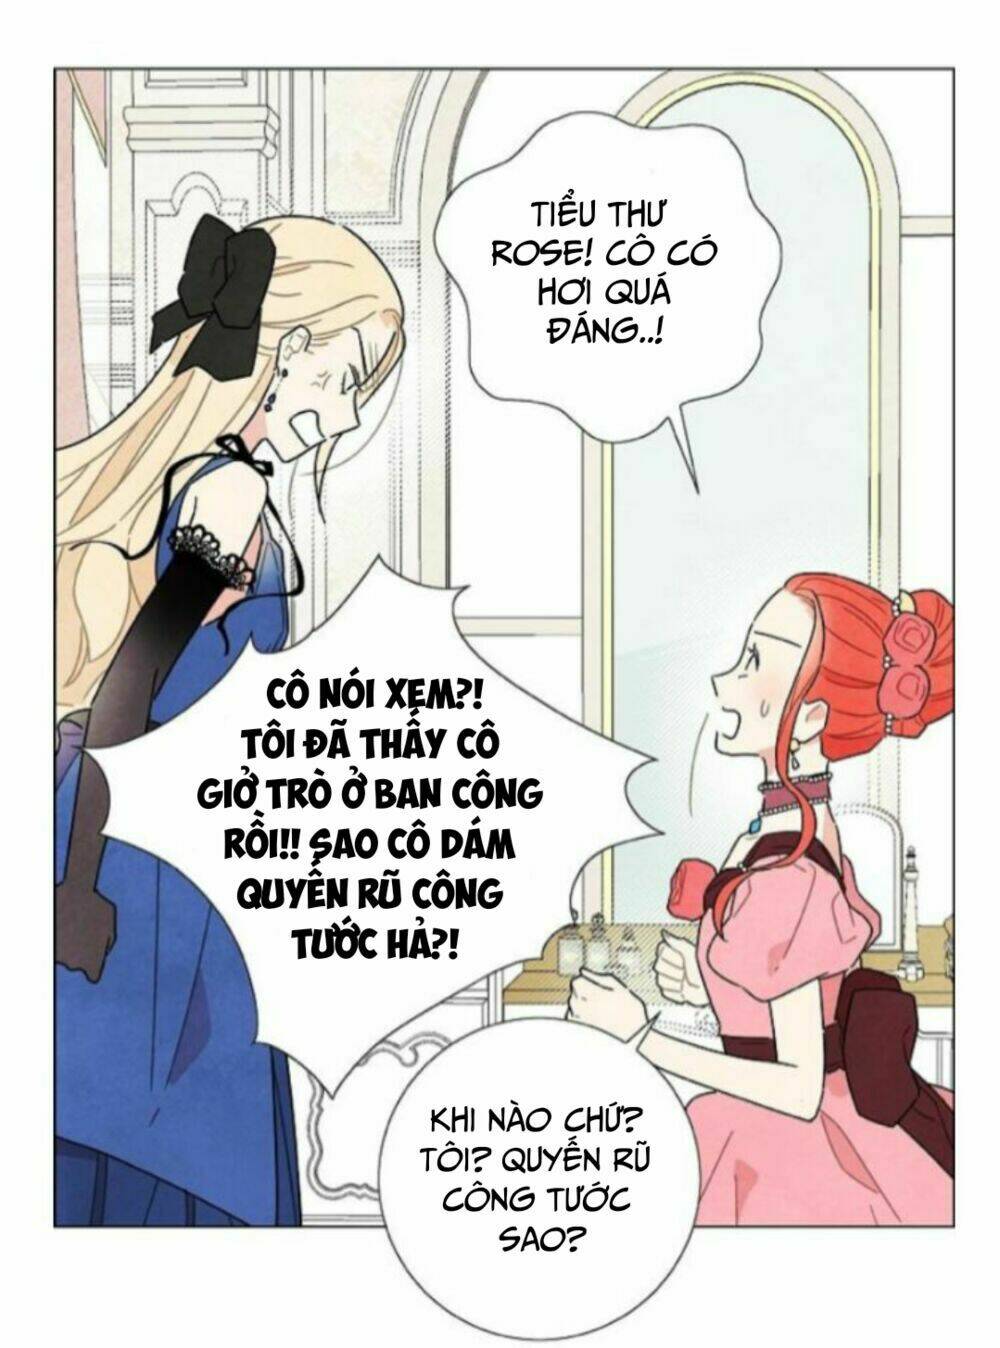 TIỂU THƯ
ROSE! CÔ CÓ
HƠI QUÁ
ĐÁNG..!
CÔ NÓI XEM?!
TÔI ĐÃ THẤY CÔ
GIỞ TRÒ Ở BAN CÔNG
RỒI!! SAO CÔ DÁM
QUYẾN RŨ CÔNG
TƯỚC HẢ?!
KHI NÀO CHỨ?
TÔI? QUYẾN RŨ
CÔNG TƯỚC
SAO?